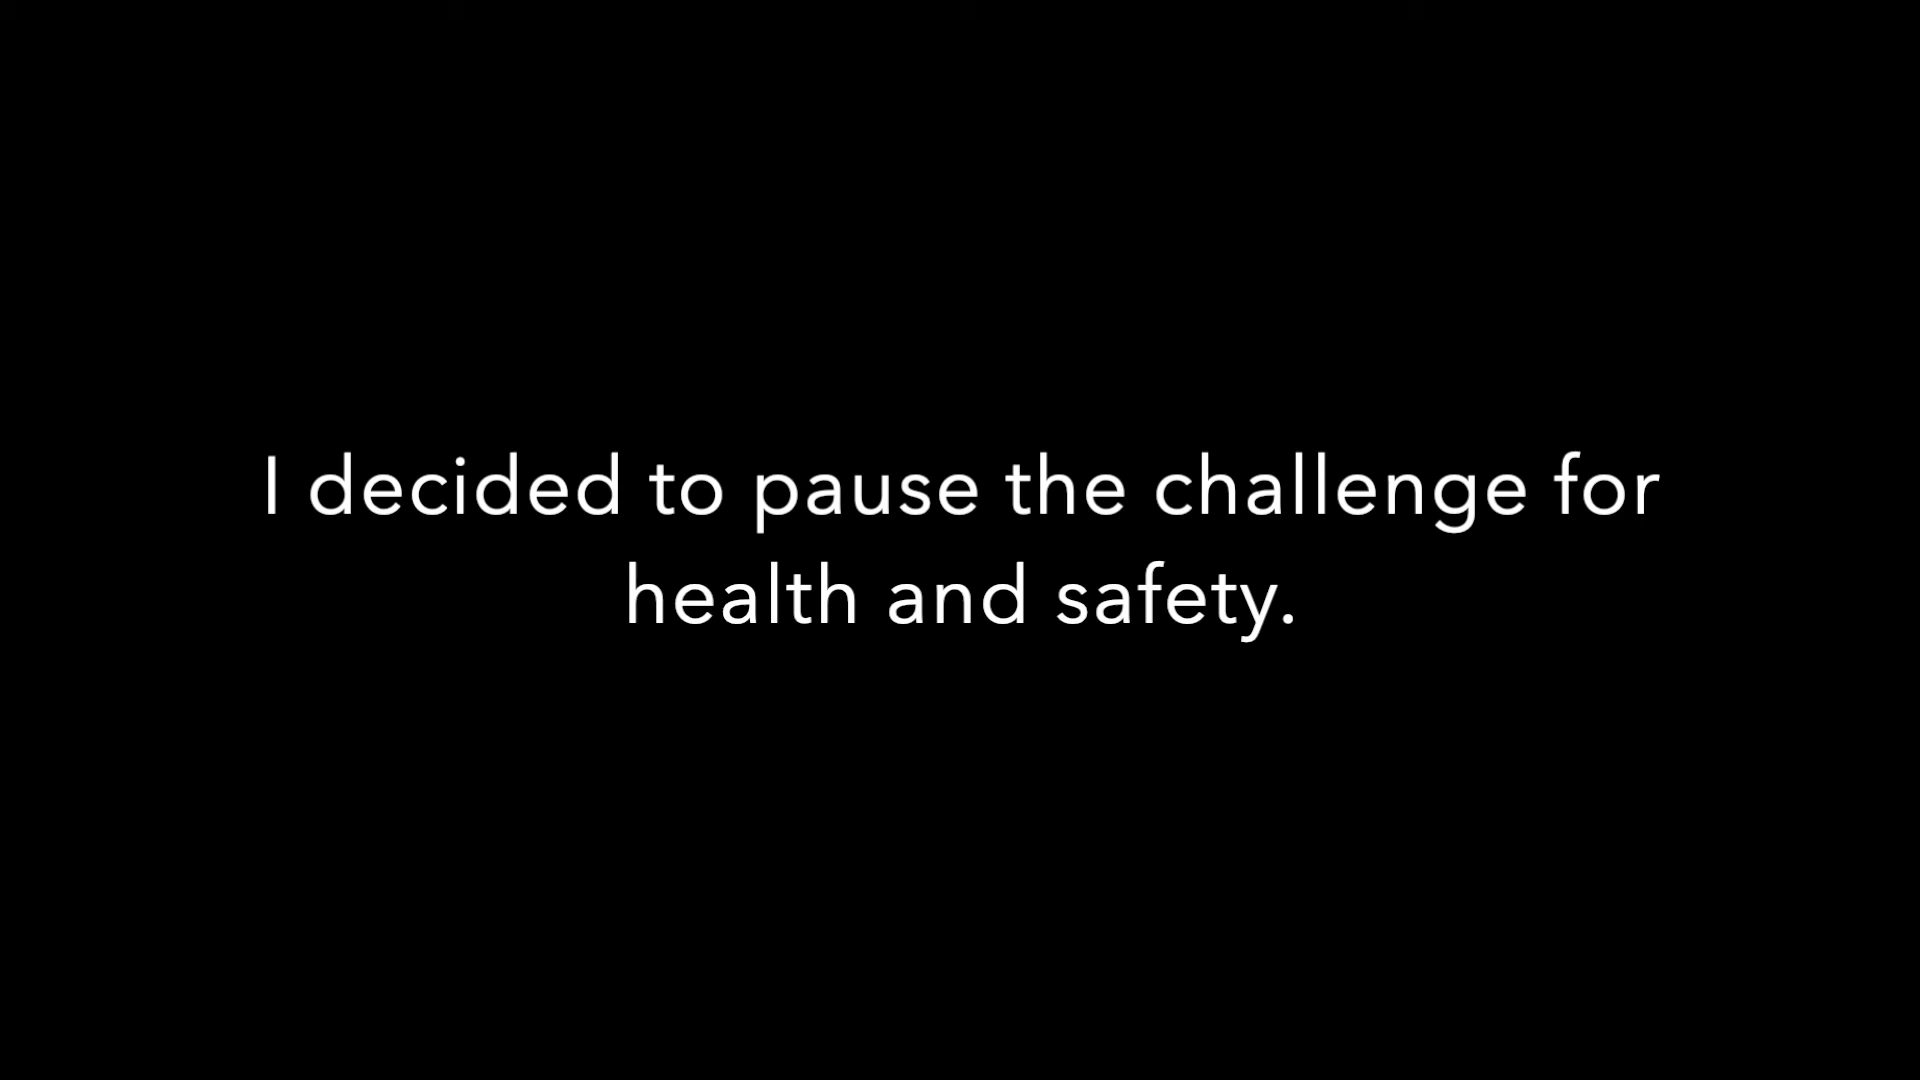 I decided to pause the challenge for
health and safety.